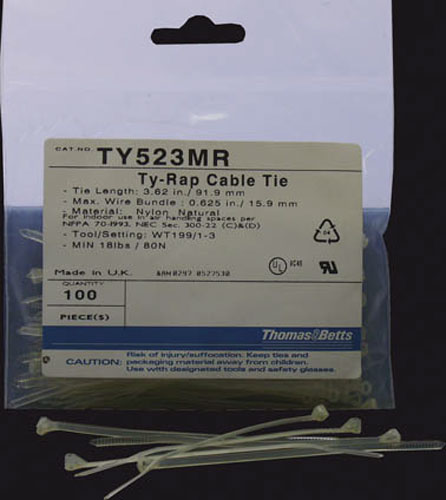 CAT. NO. TY523MR
Ty-Rap Cable Tie
- Tie Length: 3.62 in./ 91.9 mm
- Max. Wire Bundle : 0.625 in./ 15.9 mm
- Material: Nylon, Natural
For indoor use in air handling spaces per
NFPA 70-1993, NEC Sec. 300-22 (C)&(D)
- Tool/Setting: WT199/1-3
- MIN 18lbs / 80N
04
UL
Made in U.K.
QUANTITY
100
PIECE(S)
Thomas&Betts
CAUTION: Risk of injury/suffocation. Keep ties and
packaging material away from children.
Use with designated tools and safety glasses.